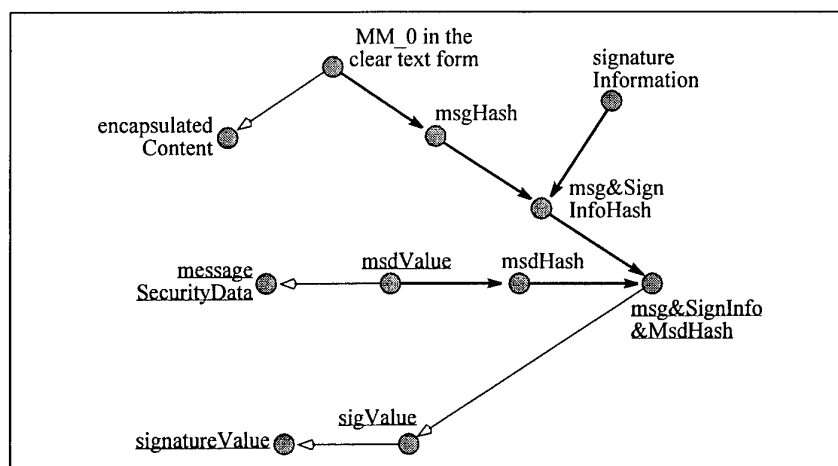 MM_0 in the
clear text form
signature
Information
encapsulated
Content
msgHash
msg&Sign
InfoHash
message
SecurityData
msdValue
msdHash
msg&SignInfo
&MsdHash
signatureValue
sigValue